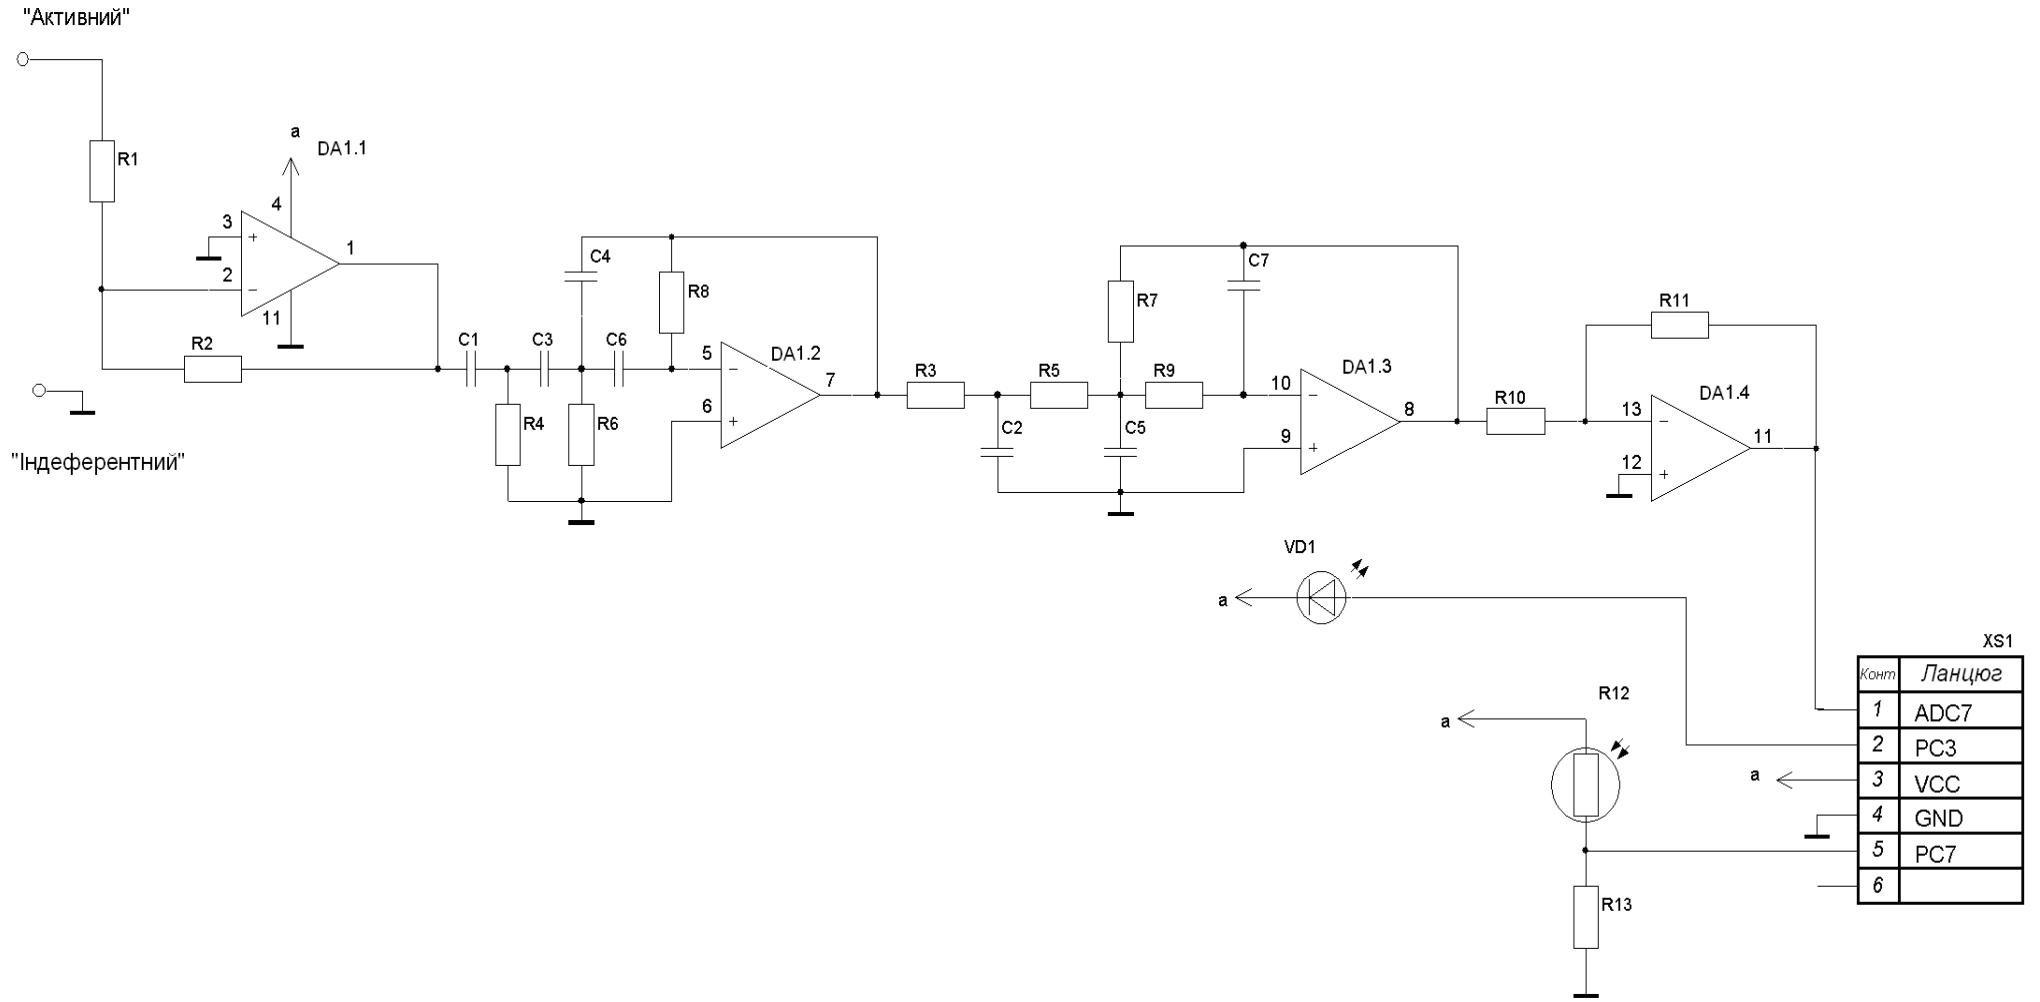 "Активний"
R1
a
DA1.1
4
3
+
1
2
−
11
R2
"Індеферентний"
C1
C3
C4
C6
R8
R4
R6
5
−
DA1.2
7
6
+
R3
R5
R7
C7
R9
C2
C5
10
−
DA1.3
8
9
+
R10
R11
13
−
DA1.4
11
12
+
VD1
a
R12
a
R13
a
XS1
Конт Ланцюг
1 ADC7
2 PC3
3 VCC
4 GND
5 PC7
6